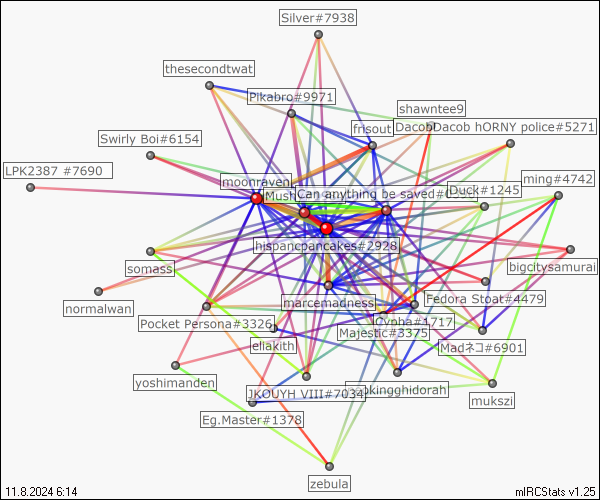 Silver#7938
thesecondtwat
Pikabro#9971
shawntee9
frisout
DacobDacob hORNY police#5271
Swirly Boi#6154
LPK2387 #7690
moonraven
ming#4742
Can anything be saved#0
Duck#1245
hispancpancakes#2928
somass
bigcitysamurai
normalwan
marcemadness
Fedora Stoat#4479
Pocket Persona#3326
Cypha#1717
Majestic#3375
eliakith
Madネコ#6901
yoshimanden
JKOUYH VIII#7034
kingghidorah
mukszi
Eg.Master#1378
zebula
11.8.2024 6:14
mIRCStats v1.25